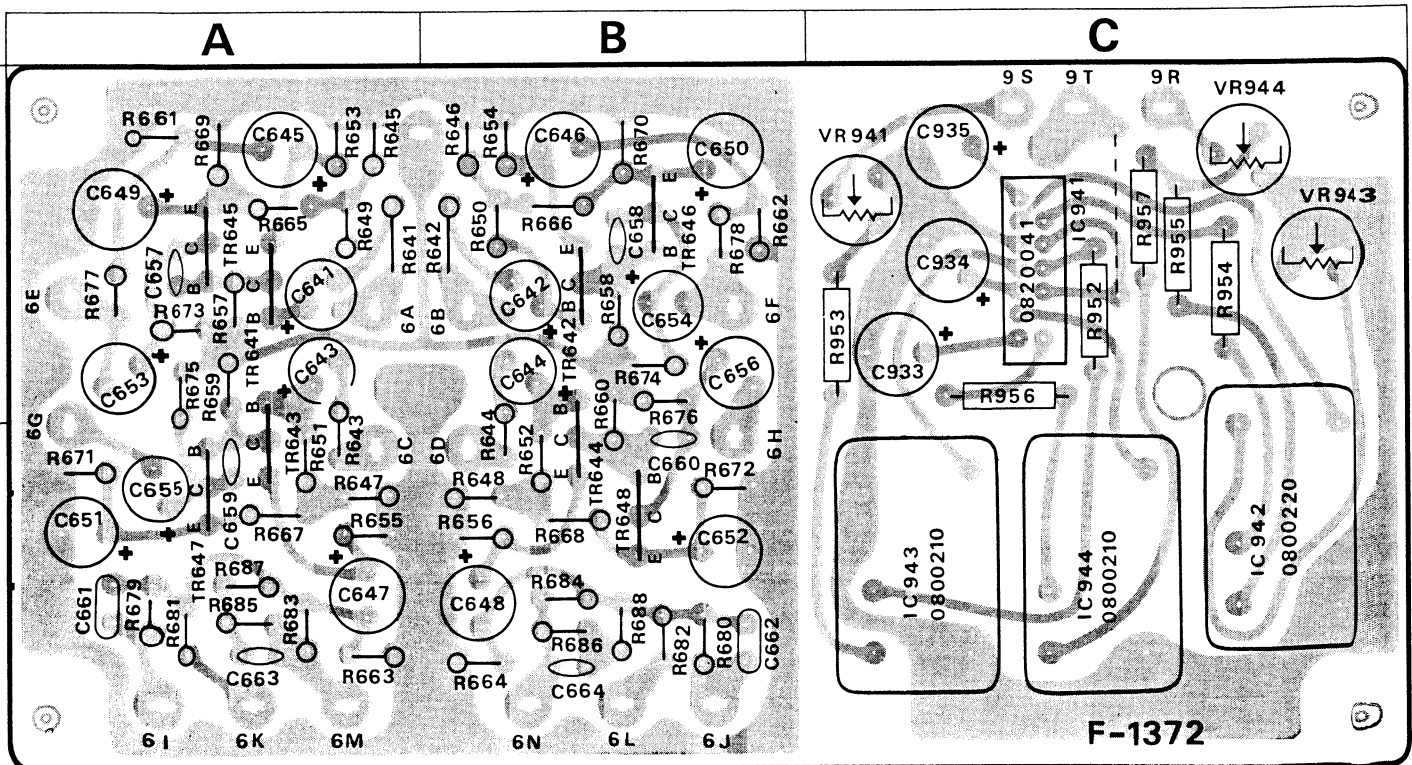 A B C
9S 9T 9R
VR944
R661
R669
C645
R653
R645
R646
R654
C646
R670
C650
VR941
C935
C649
E
C
B
TR645
R665
R649
R641
R642
R650
R666
C658
E
C
B
TR646
R678
R662
IC941
0820041
R957
R955
VR943
C657
R677
E
C
B
C641
C642
E
C
B
R658
C654
C934
R952
R954
6E
R673
R657
TR641
6A
6B
TR642
6F
R953
C653
R675
R659
C643
C644
R674
C656
C933
R956
6G
B
C
E
TR643
R651
R643
6C
6D
R644
R652
B
C
E
TR644
R660
R676
C660
6H
R671
C655
B
C
E
C659
R647
R648
R672
B
C
E
TR648
C651
R667
R655
R656
R668
C652
TR647
R687
C647
C648
R684
C661
R679
R681
R685
R683
R686
R688
R682
R680
C662
C663
R663
R664
C664
IC943
0800210
IC944
0800210
IC942
0800220
6I 6K 6M 6N 6L 6J
F-1372